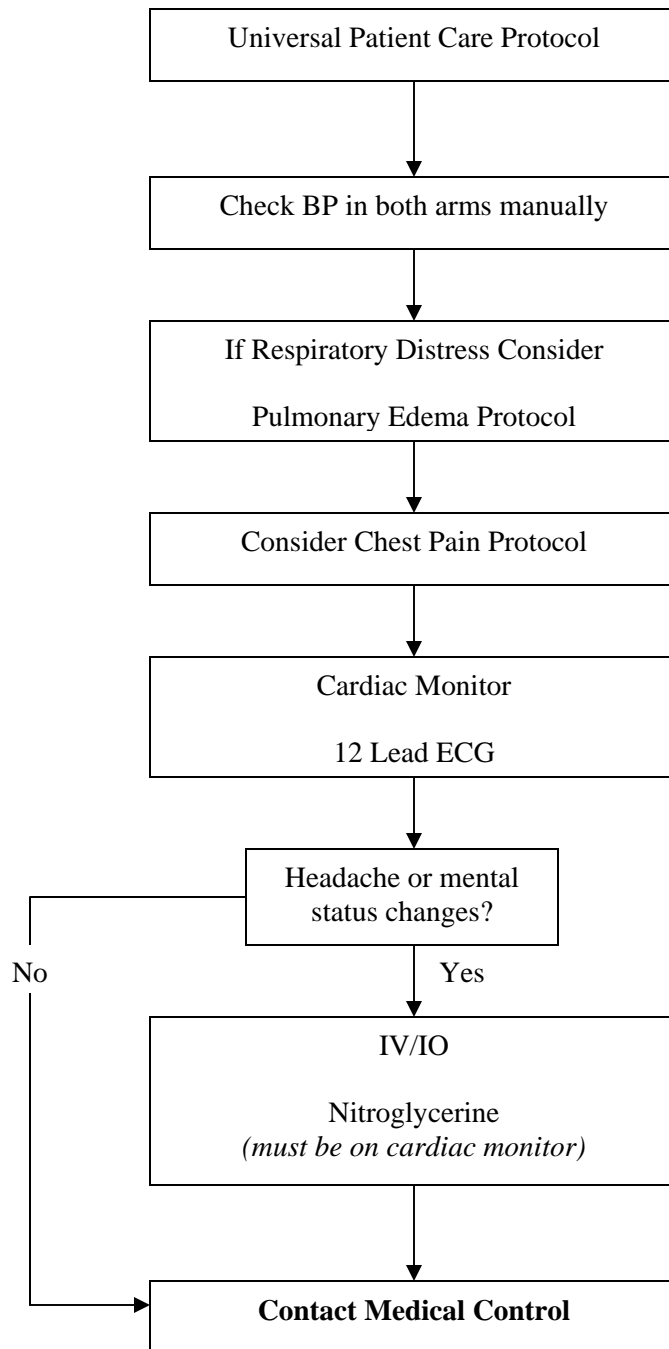 Universal Patient Care Protocol
Check BP in both arms manually
If Respiratory Distress Consider
Pulmonary Edema Protocol
Consider Chest Pain Protocol
Cardiac Monitor
12 Lead ECG
Headache or mental
status changes?
No
Yes
IV/IO
Nitroglycerine
(must be on cardiac monitor)
Contact Medical Control